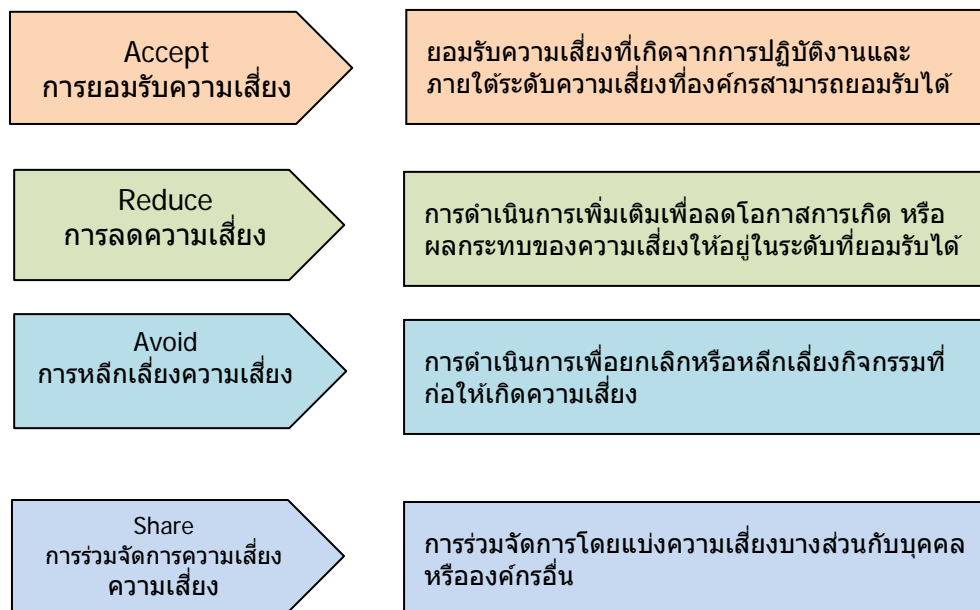 Accept
การยอมรับความเสี่ยง
ยอมรับความเสี่ยงที่เกิดจากการปฏิบัติงานและ
ภายใต้ระดับความเสี่ยงที่องค์กรสามารถยอมรับได้
Reduce
การลดความเสี่ยง
การดำเนินการเพิ่มเติมเพื่อลดโอกาสการเกิด หรือ
ผลกระทบของความเสี่ยงให้อยู่ในระดับที่ยอมรับได้
Avoid
การหลีกเลี่ยงความเสี่ยง
การดำเนินการเพื่อยกเลิกหรือหลีกเลี่ยงกิจกรรมที่
ก่อให้เกิดความเสี่ยง
Share
การร่วมจัดการความเสี่ยง
ความเสี่ยง
การร่วมจัดการโดยแบ่งความเสี่ยงบางส่วนกับบุคคล
หรือองค์กรอื่น